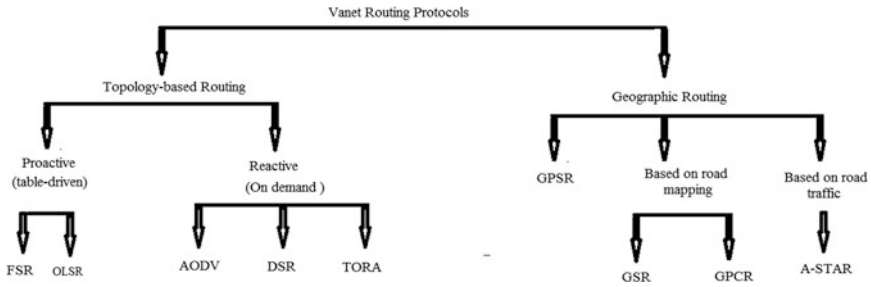 Vanet Routing Protocols
Topology-based Routing
Geographic Routing
Proactive
(table-driven)
Reactive
(On demand )
GPSR
Based on road
mapping
Based on road
traffic
FSR
OLSR
AODV
DSR
TORA
GSR
GPCR
A-STAR